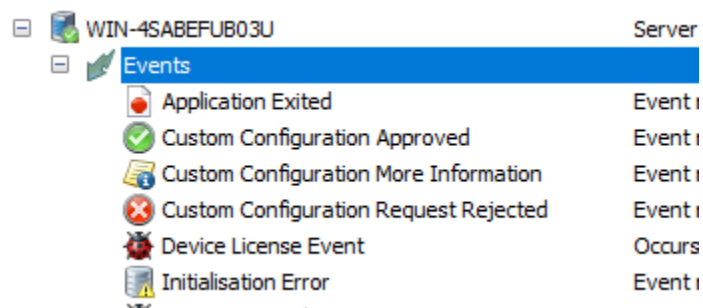 WIN-4SABEFUB03U Server
Events
Application Exited Event
Custom Configuration Approved Event
Custom Configuration More Information Event
Custom Configuration Request Rejected Event
Device License Event Occurs
Initialisation Error Event